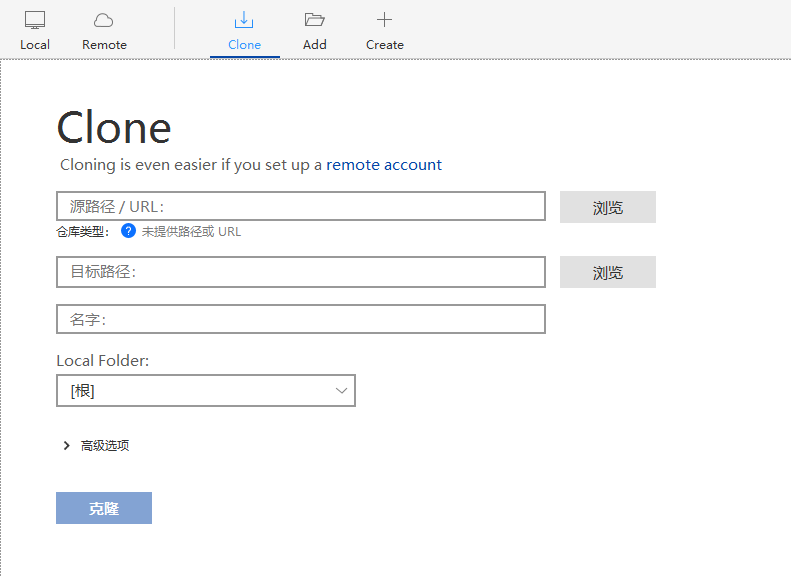 Local
Remote
Clone
Add
Create
Clone
Cloning is even easier if you set up a remote account
源路径 / URL:
浏览
仓库类型:
? 未提供路径或 URL
目标路径:
浏览
名字:
Local Folder:
[根]
高级选项
克隆